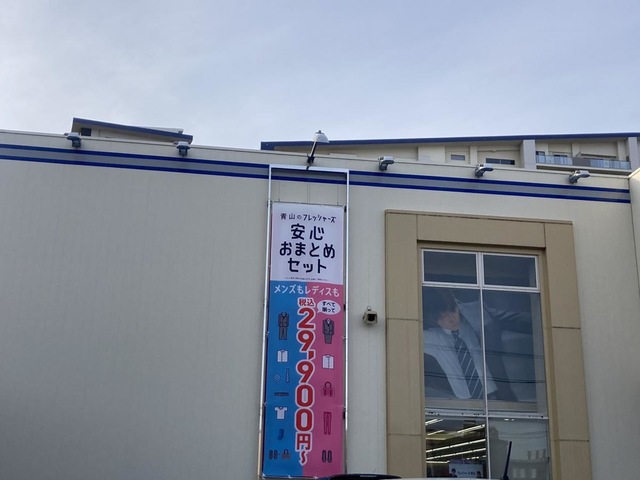 青山のフレッシャーズ
安心
おまとめ
セット
メンズもレディスも
税込
すべて
揃って
29,900円~